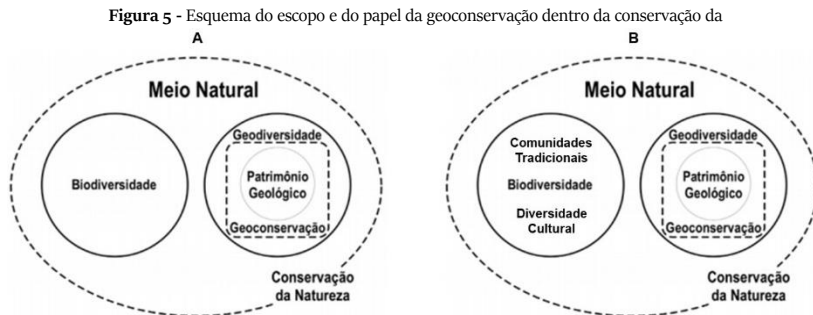 Figura 5 - Esquema do escopo e do papel da geoconservação dentro da conservação da
A
Meio Natural
Biodiversidade
Geodiversidade
Patrimônio
Geológico
Geoconservação
Conservação
da Natureza
B
Meio Natural
Comunidades
Tradicionais
Biodiversidade
Diversidade
Cultural
Geodiversidade
Patrimônio
Geológico
Geoconservação
Conservação
da Natureza